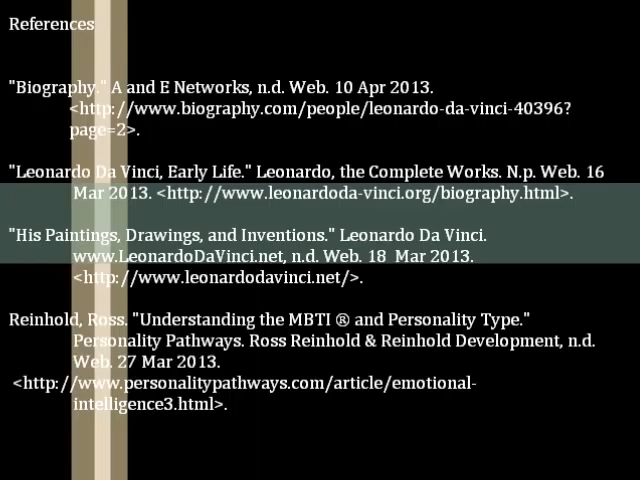 References
"Biography." A and E Networks, n.d. Web. 10 Apr 2013.
<http://www.biography.com/people/leonardo-da-vinci-40396?
page=2>.
"Leonardo Da Vinci, Early Life." Leonardo, the Complete Works. N.p. Web. 16
Mar 2013. <http://www.leonardoda-vinci.org/biography.html>.
"His Paintings, Drawings, and Inventions." Leonardo Da Vinci.
www.LeonardoDaVinci.net, n.d. Web. 18  Mar 2013.
<http://www.leonardodavinci.net/>.
Reinhold, Ross. "Understanding the MBTI ® and Personality Type."
Personality Pathways. Ross Reinhold & Reinhold Development, n.d.
Web. 27 Mar 2013.
<http://www.personalitypathways.com/article/emotional-
intelligence3.html>.